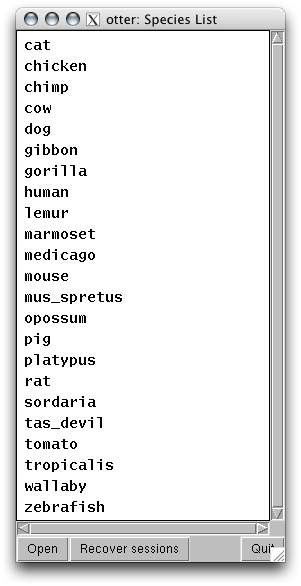 otter: Species List
cat
chicken
chimp
cow
dog
gibbon
gorilla
human
lemur
marmoset
medicago
mouse
mus_spretus
opossum
pig
platypus
rat
sordaria
tas_devil
tomato
tropicalis
wallaby
zebrafish
Open Recover sessions Quit